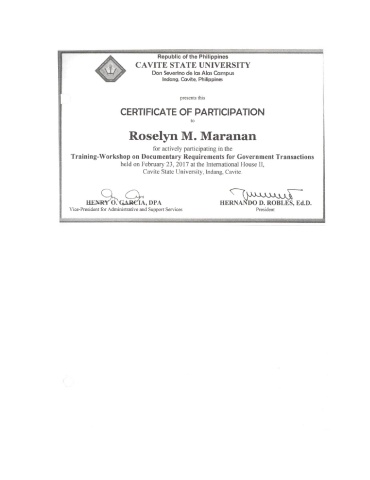 Republic of the Philippines
CAVITE STATE UNIVERSITY
Don Severino de las Alas Campus
Indang, Cavite, Philippines
presents this
CERTIFICATE OF PARTICIPATION
to
Roselyn M. Maranan
for actively participating in the
Training-Workshop on Documentary Requirements for Government Transactions
held on February 23, 2017 at the International House II,
Cavite State University, Indang, Cavite
HENRY O. GARCIA, DPA
Vice-President for Administrative and Support Services
HERNANDO D. ROBLES, Ed.D.
President